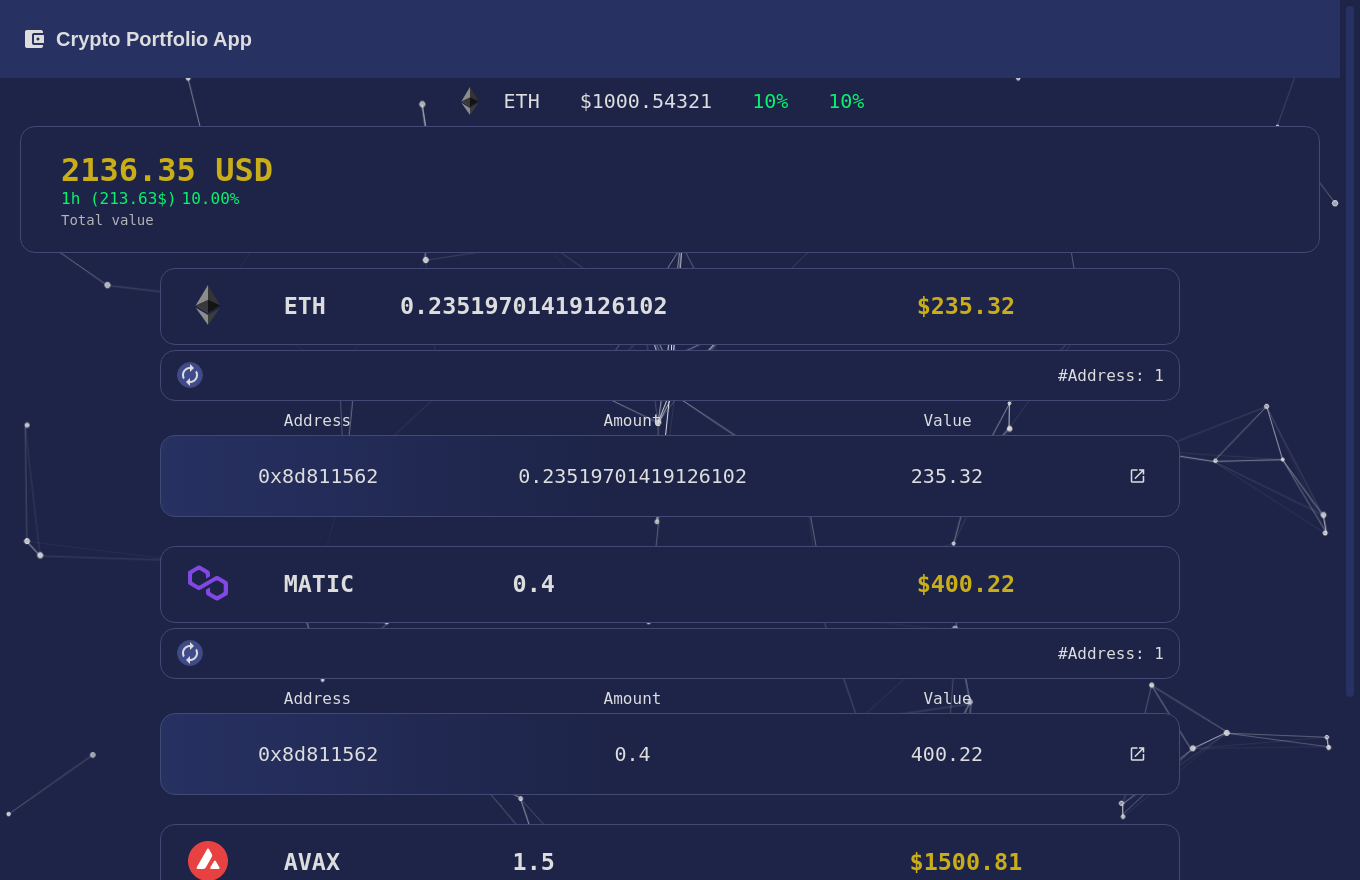 Crypto Portfolio App
ETH $1000.54321 10% 10%
2136.35 USD
1h (213.63$) 10.00%
Total value
ETH 0.23519701419126102 $235.32
#Address: 1
Address Amount Value
0x8d811562 0.23519701419126102 235.32
MATIC 0.4 $400.22
#Address: 1
Address Amount Value
0x8d811562 0.4 400.22
AVAX 1.5 $1500.81